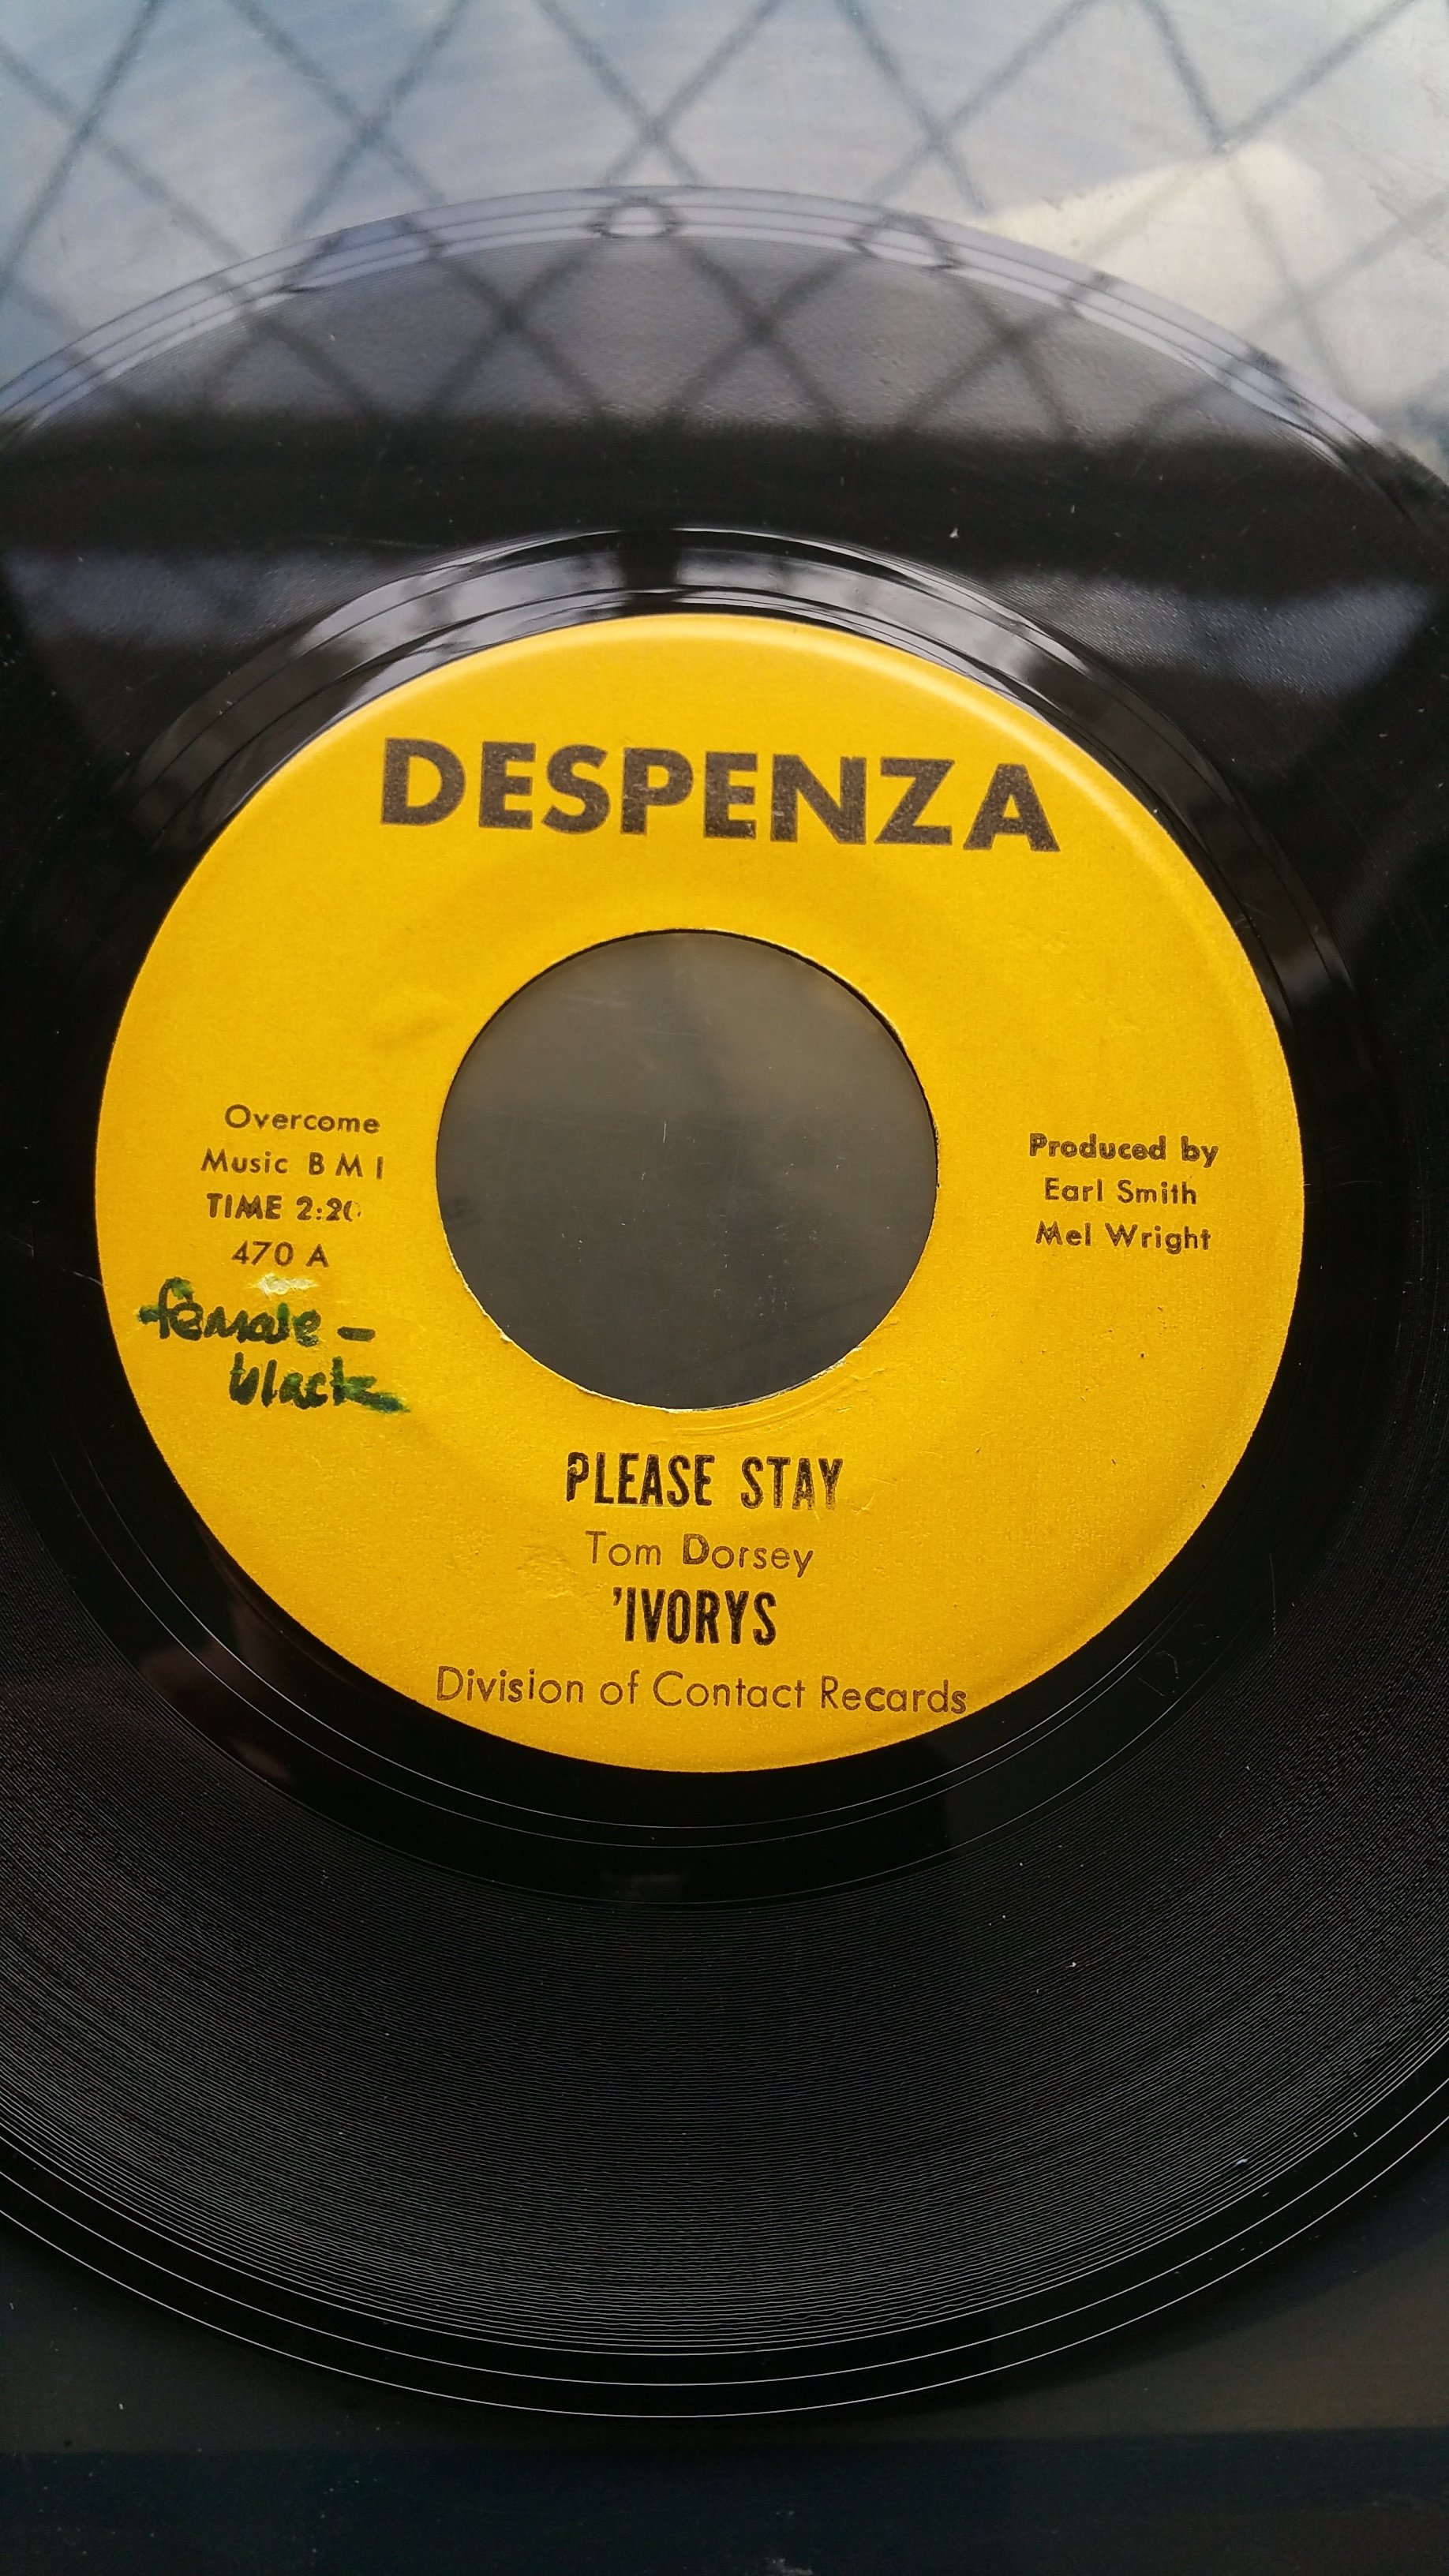 DESPENZA
Overcome
Music B M I
TIME 2:20
470 A
female -
black
Produced by
Earl Smith
Mel Wright
PLEASE STAY
Tom Dorsey
'IVORYS
Division of Contact Recards